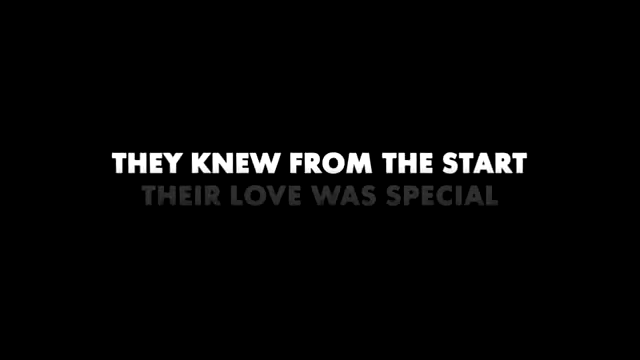 THEY KNEW FROM THE START
THEIR LOVE WAS SPECIAL